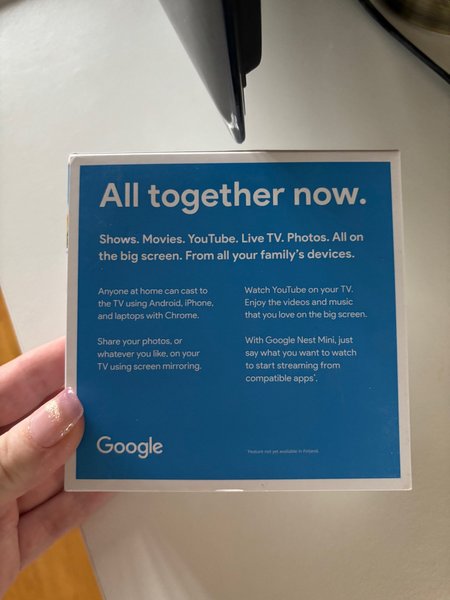 All together now.
Shows. Movies. YouTube. Live TV. Photos. All on
the big screen. From all your family's devices.
Anyone at home can cast to
the TV using Android, iPhone,
and laptops with Chrome.
Share your photos, or
whatever you like, on your
TV using screen mirroring.
Watch YouTube on your TV.
Enjoy the videos and music
that you love on the big screen.
With Google Nest Mini, just
say what you want to watch
to start streaming from
compatible apps*.
Google
*Feature not yet available in Finland.